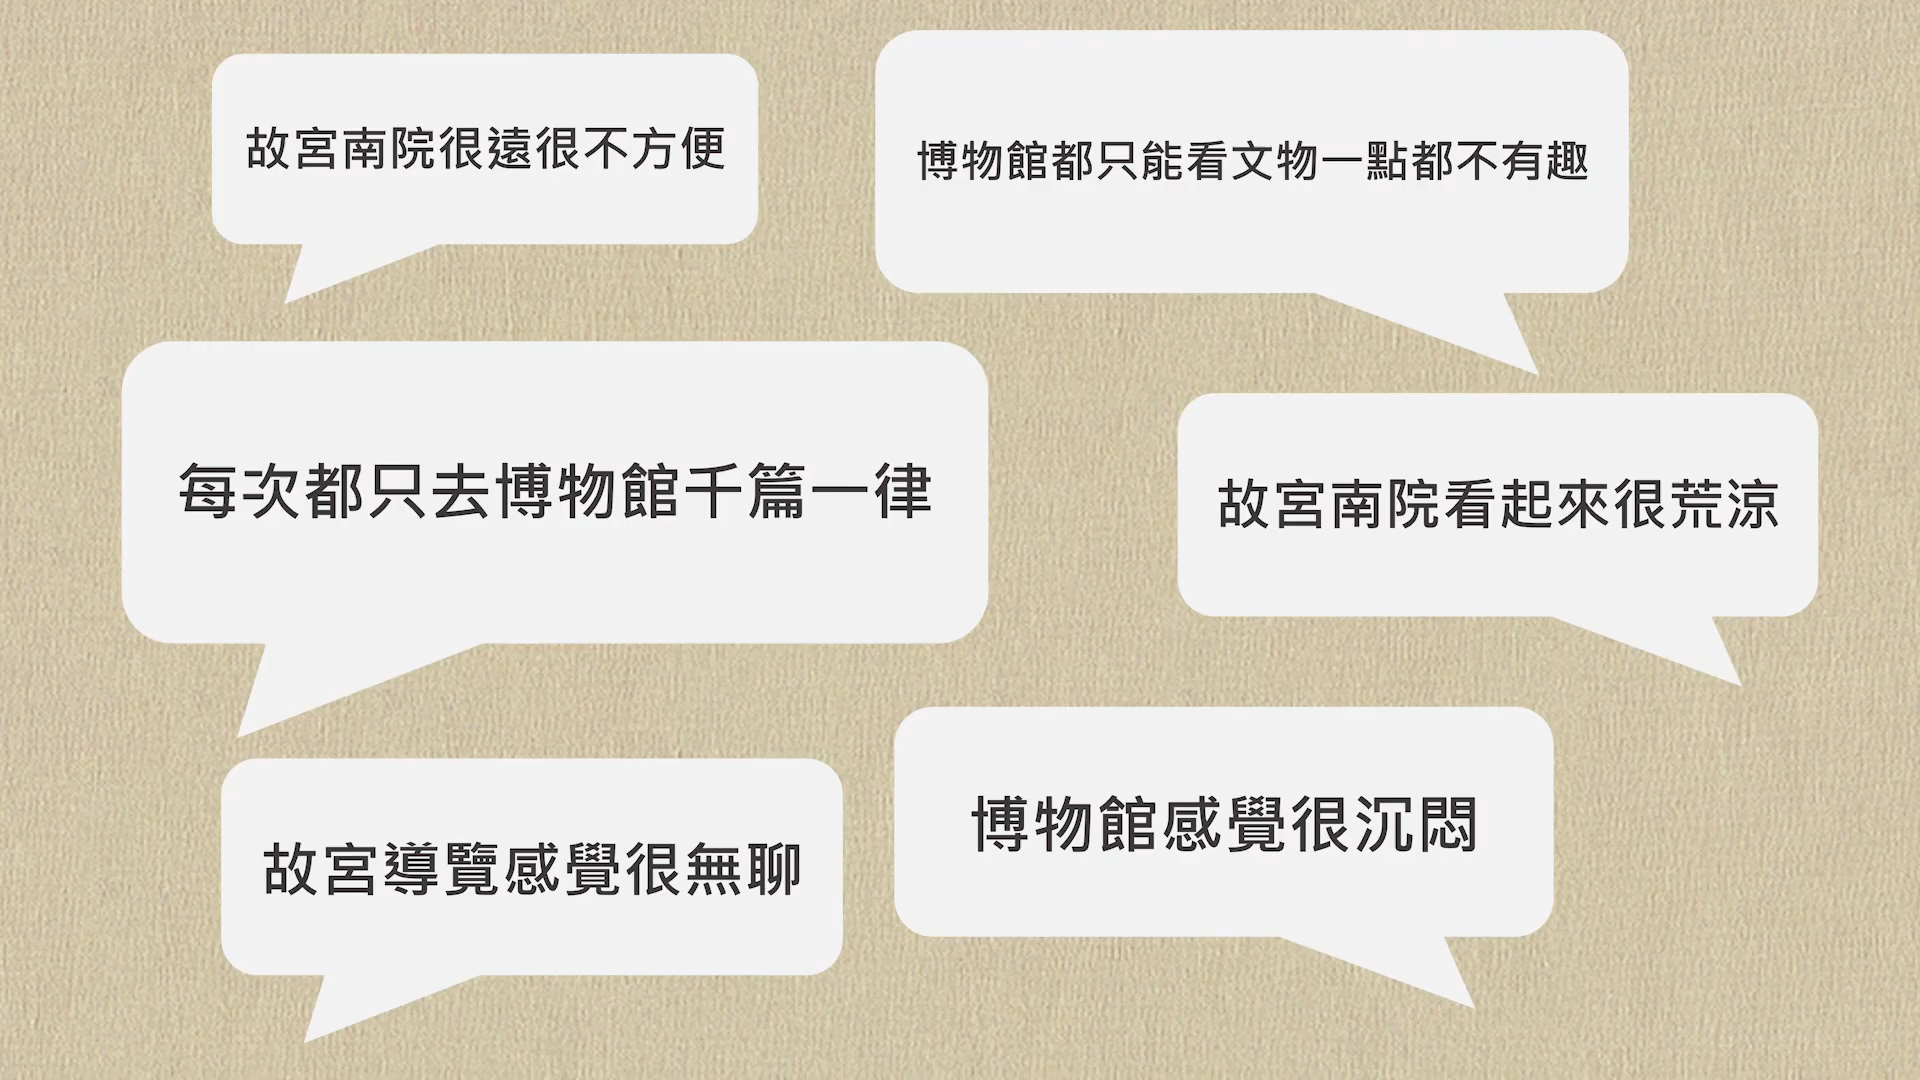 故宮南院很遠很不方便
博物館都只能看文物一點都不有趣
每次都只去博物館千篇一律
故宮南院看起來很荒涼
故宮導覽感覺很無聊
博物館感覺很沉悶